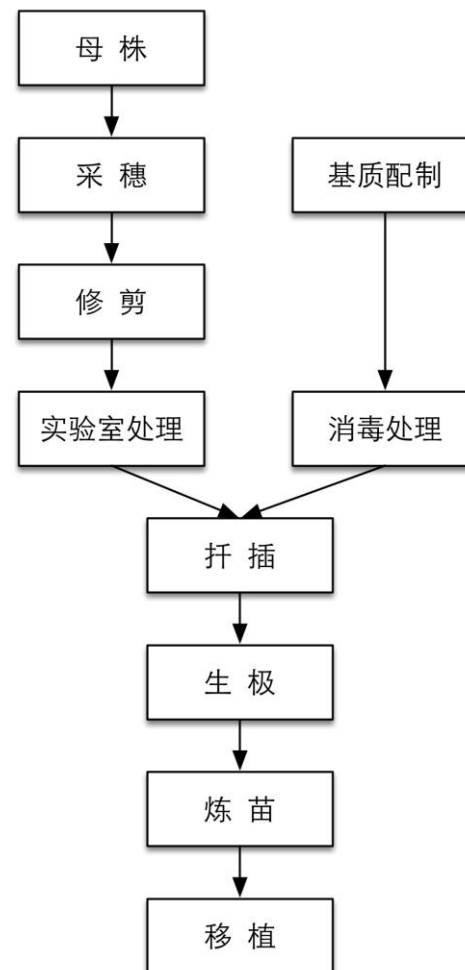 母 株
采 穗
基质配制
修 剪
实验室处理
消毒处理
扦 插
生 极
炼 苗
移 植